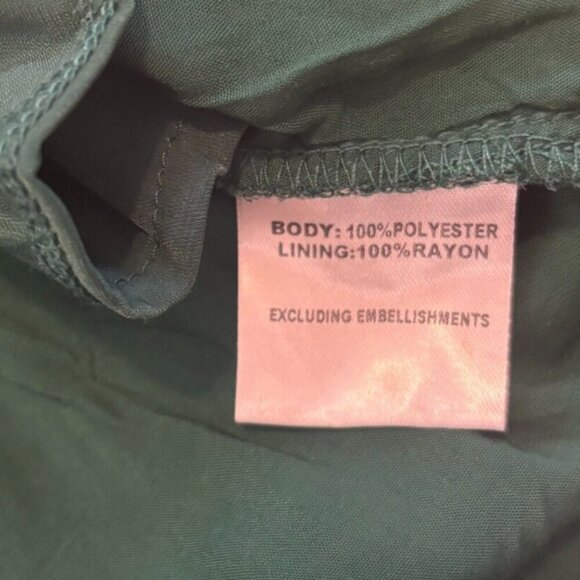 BODY: 100%POLYESTER
LINING:100%RAYON
EXCLUDING EMBELLISHMENTS